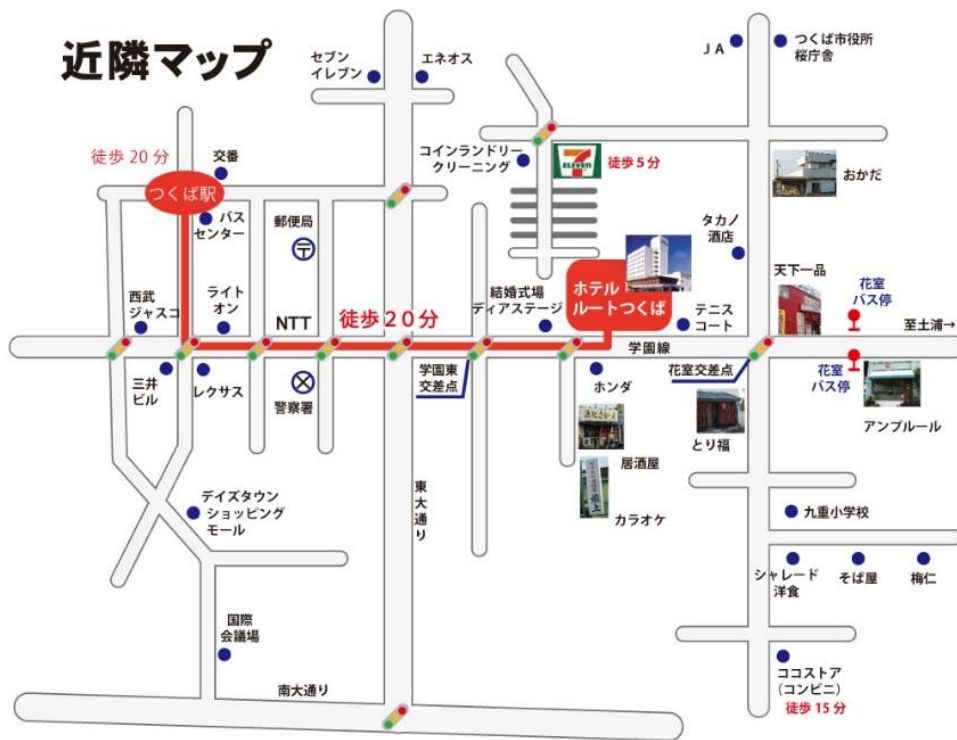 近隣マップ
セブン
イレブン
エネオス
JA
つくば市役所
桜庁舎
徒歩20分
交番
つくば駅
バス
センター
郵便局
コインランドリー
クリーニング
ELEVEN
徒歩5分
おかだ
タカノ
酒店
西武
ジャスコ
ライト
オン
NTT
徒歩20分
結婚式場
ディアステージ
ホテル
ルートつくば
テニス
コート
天下一品
花室
バス停
至土浦→
学園線
三井
ビル
レクサス
警察署
学園東
交差点
ホンダ
花室交差点
花室
バス停
とり福
アンブルール
居酒屋
カラオケ
東大通り
デイズタウン
ショッピング
モール
九重小学校
シャレード
洋食
そば屋
梅仁
国際
会議場
南大通り
ココストア
(コンビニ)
徒歩15分